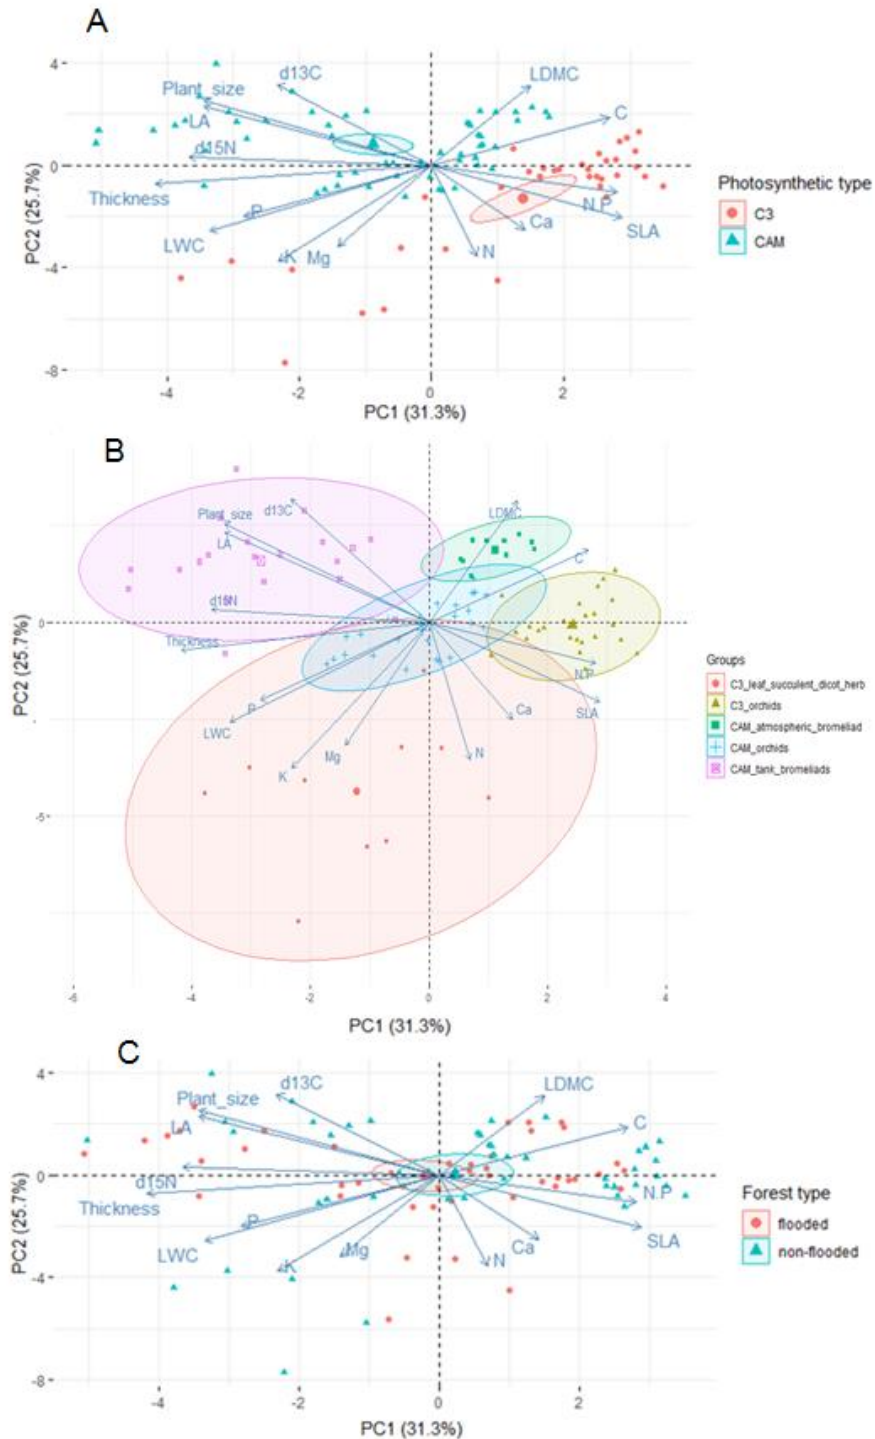 A
4
0
-4
-8
PC2 (25.7%)
d13C
LDMC
Plant_size
C
LA
d15N
Thickness
P
N.P
LWC
Ca
SLA
K
Mg
N
-4
-2
0
2
PC1 (31.3%)
Photosynthetic type
C3
CAM
B
0
-5
PC2 (25.7%)
d13C
LDMC
Plant_size
LA
C
d15N
Thickness
N.P
P
SLA
LWC
Ca
Mg
N
K
-6
-4
-2
0
2
4
PC1 (31.3%)
Groups
C3_leaf_succulent_dicot_herb
C3_orchids
CAM_atmospheric_bromeliad
CAM_orchids
CAM_tank_bromeliads
C
4
0
-4
-8
PC2 (25.7%)
d13C
LDMC
Plant_size
C
LA
d15N
N.P
Thickness
P
SLA
LWC
Mg
Ca
K
N
-4
-2
0
2
PC1 (31.3%)
Forest type
flooded
non-flooded